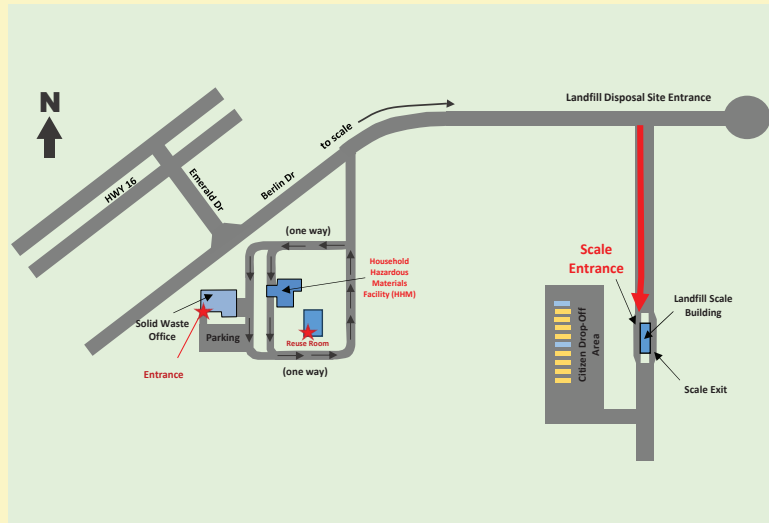 Landfill Disposal Site Entrance
N
to scale
HWY 16
Emerald Dr
Berlin Dr
(one way)
Household
Hazardous
Materials
Facility (HHM)
Scale
Entrance
Solid Waste
Office
Parking
Reuse Room
Entrance
(one way)
Citizen Drop-Off
Area
Landfill Scale
Building
Scale Exit